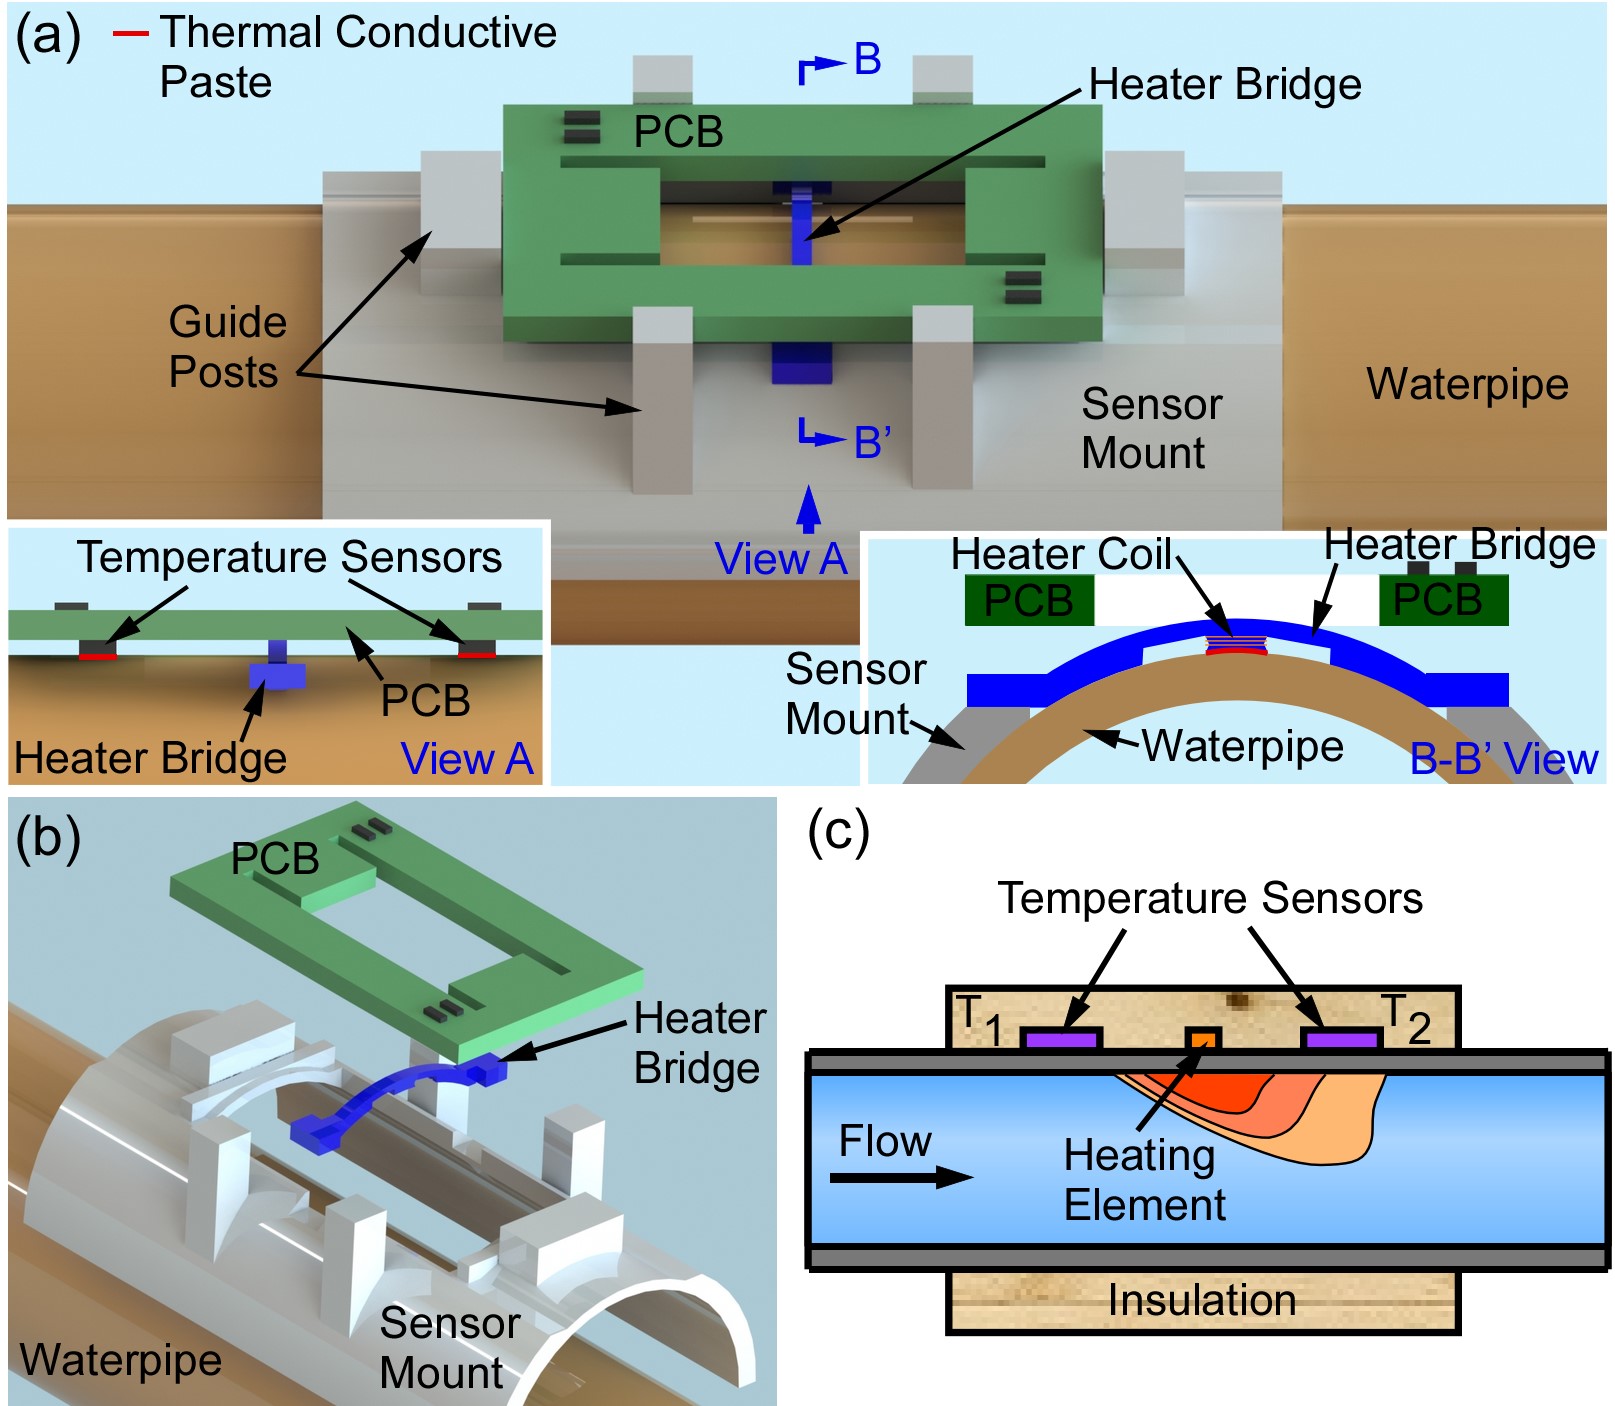 (a)
Thermal Conductive
Paste
B
Heater Bridge
PCB
Guide
Posts
Sensor
Mount
Waterpipe
B’
View A
Temperature Sensors
PCB
Heater Bridge
View A
Heater Coil
Heater Bridge
PCB
PCB
Sensor
Mount
Waterpipe
B-B’ View
(b)
PCB
Heater
Bridge
Sensor
Mount
Waterpipe
(c)
Temperature Sensors
T1
T2
Flow
Heating
Element
Insulation